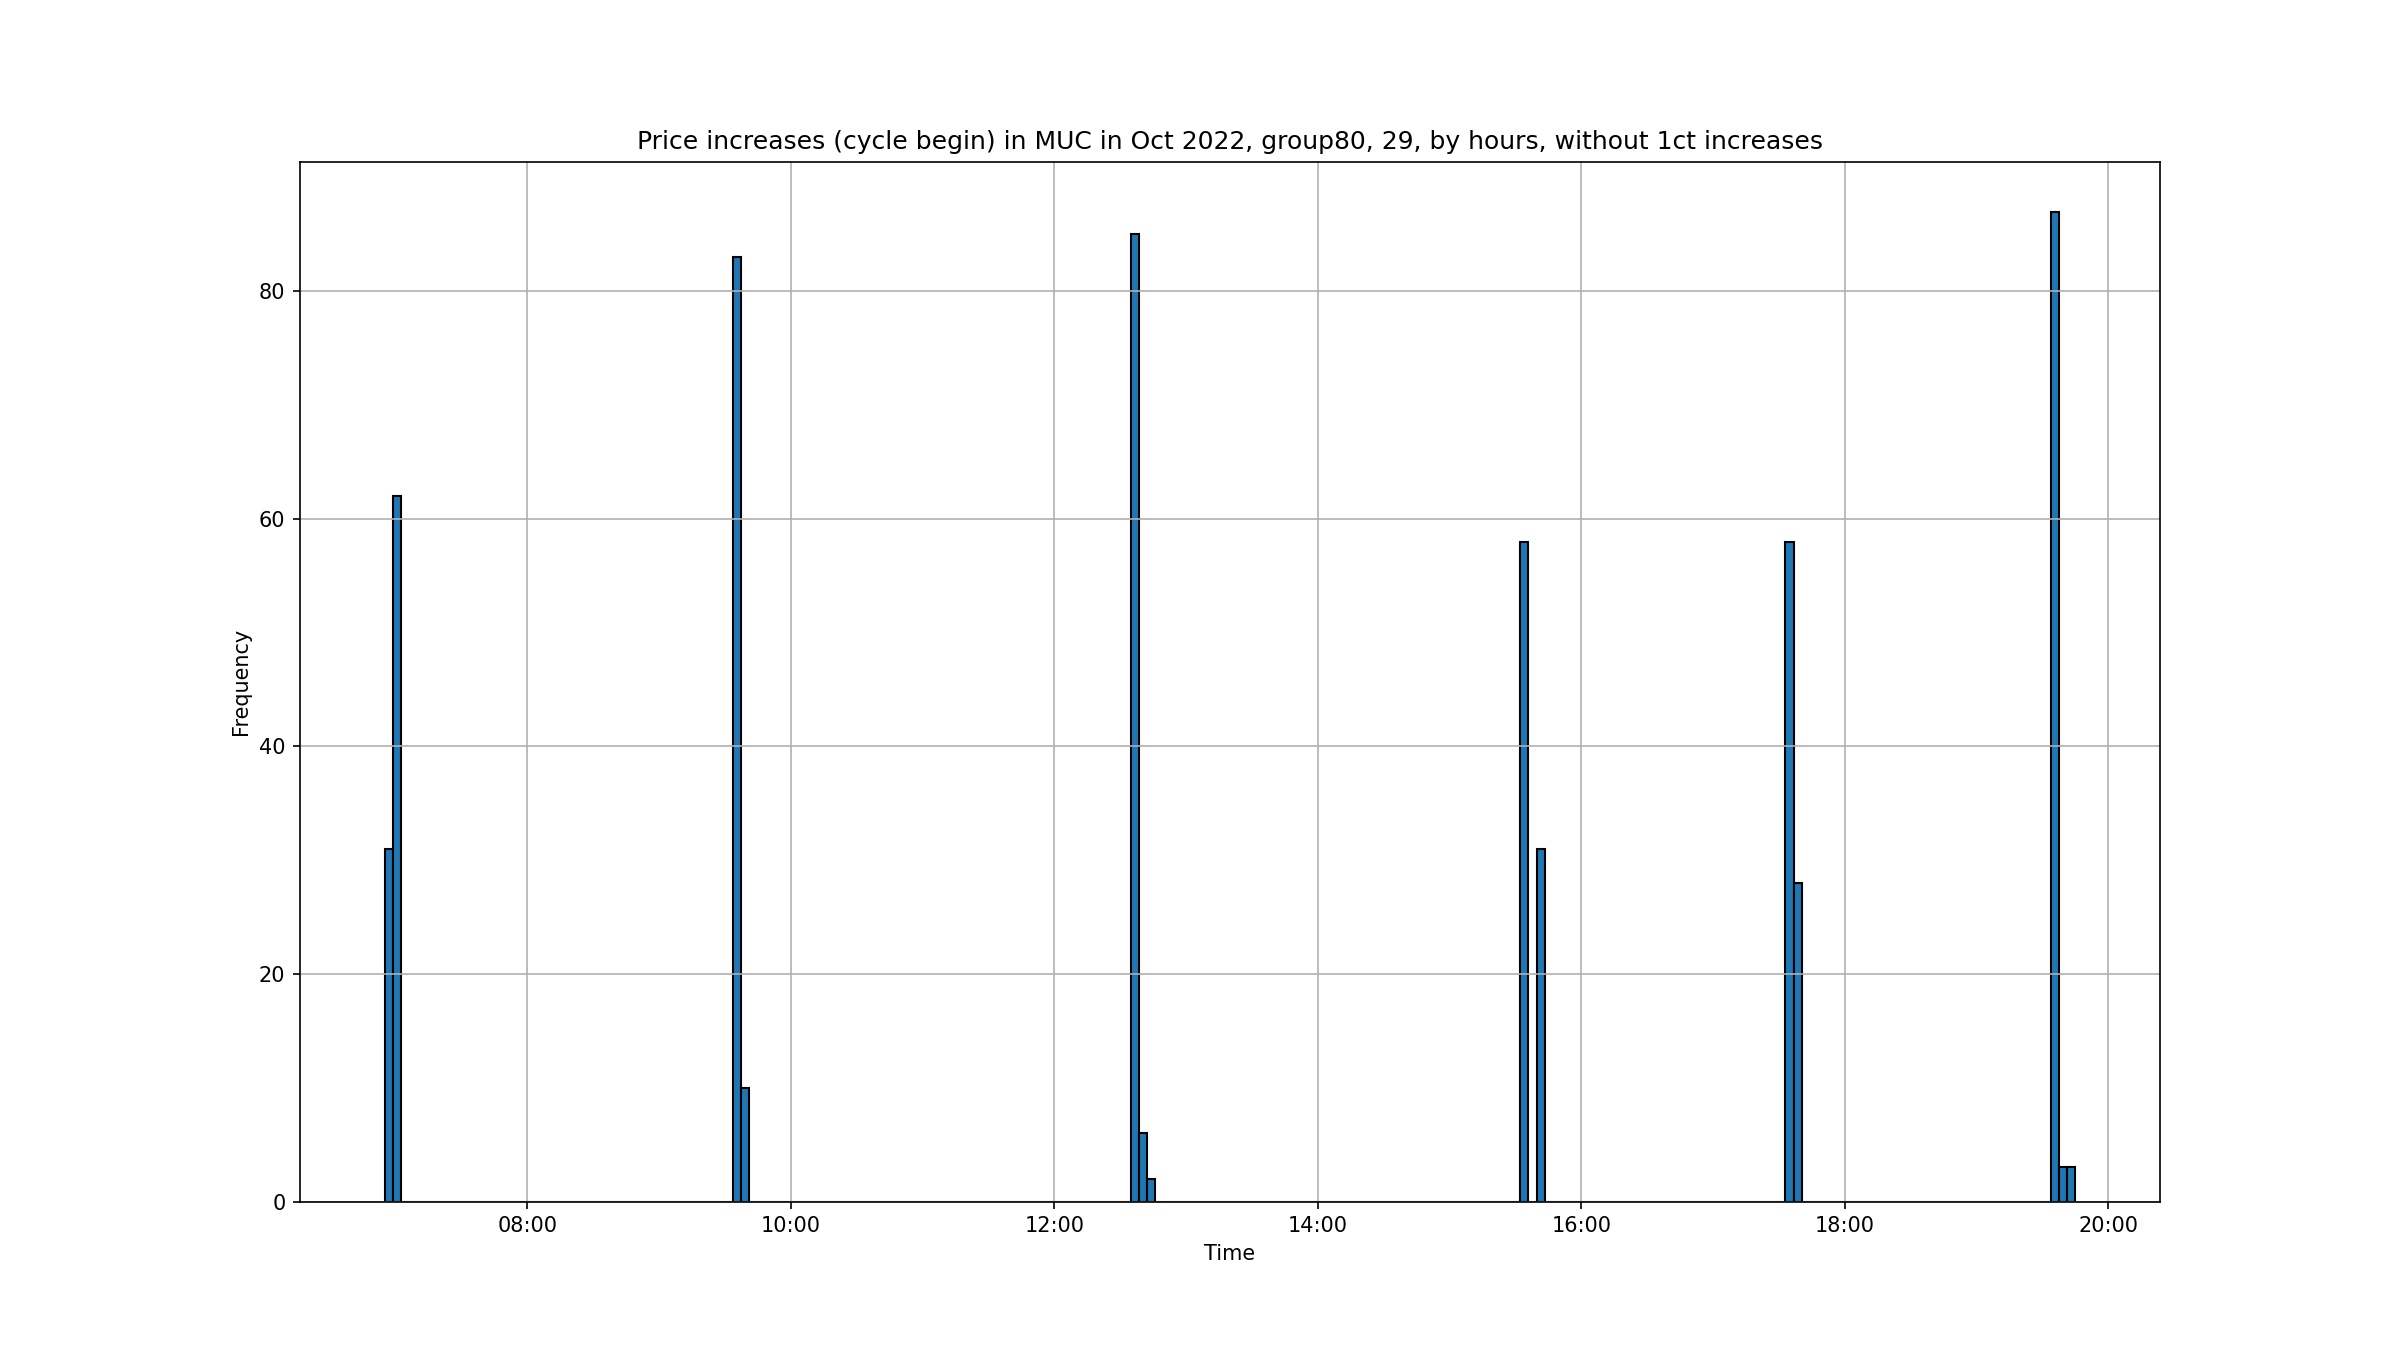 Price increases (cycle begin) in MUC in Oct 2022, group80, 29, by hours, without 1ct increases
Frequency
80
60
40
20
0
08:00 10:00 12:00 14:00 16:00 18:00 20:00
Time